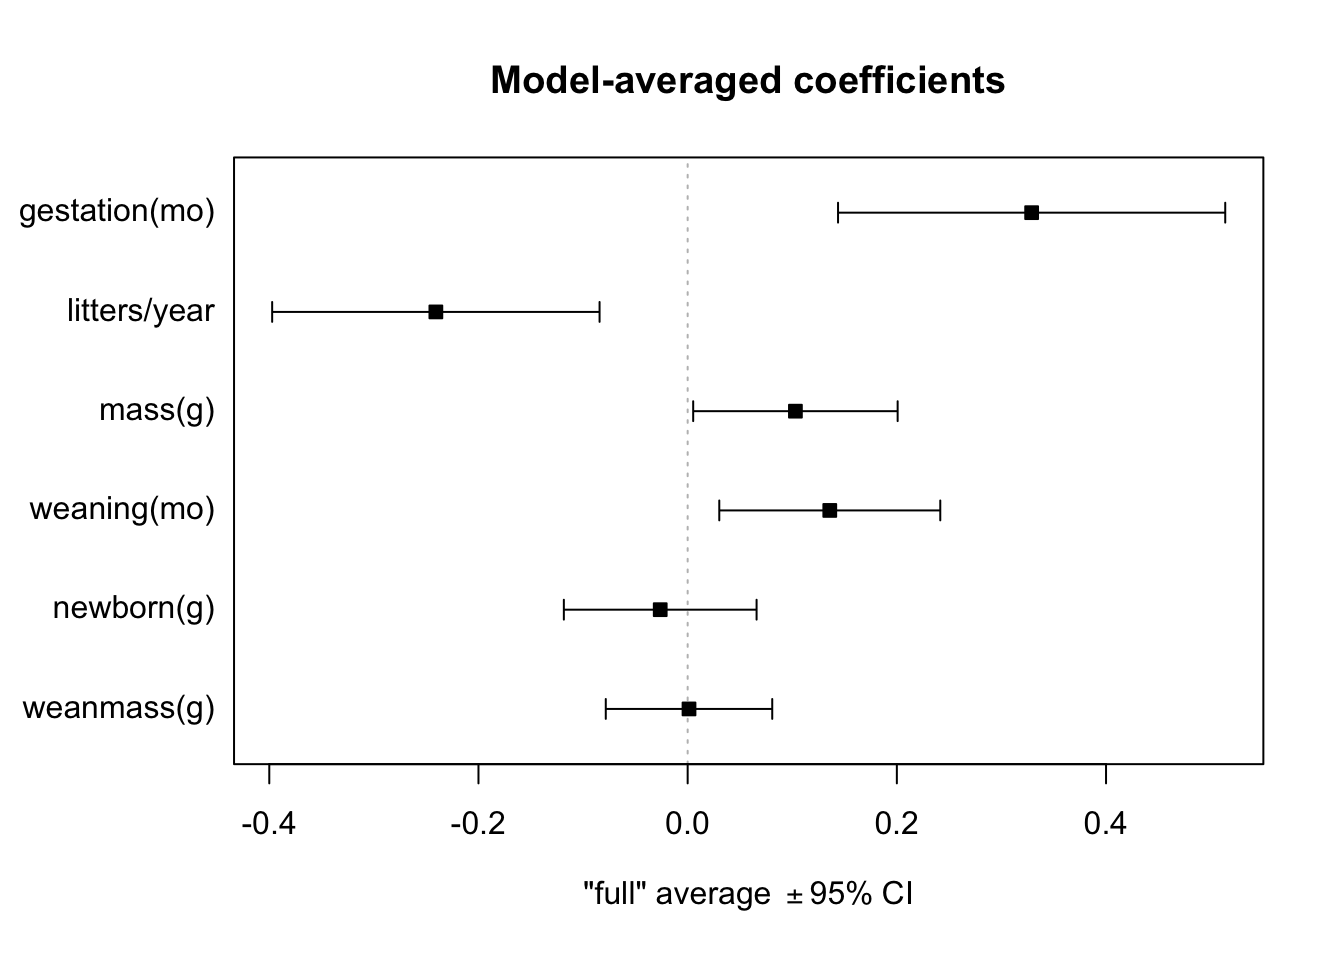 Model-averaged coefficients
gestation(mo)
litters/year
mass(g)
weaning(mo)
newborn(g)
weanmass(g)
-0.4 -0.2 0.0 0.2 0.4
"full" average ± 95% CI